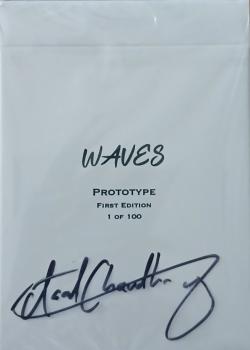 WAVES
PROTOTYPE
FIRST EDITION
1 OF 100